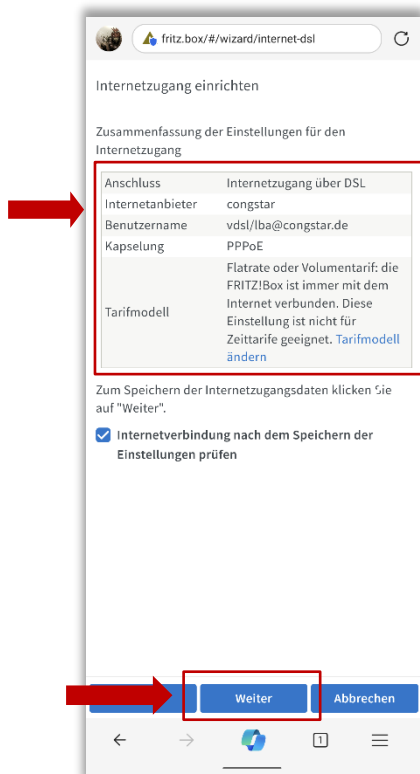 fritz.box/#/wizard/internet-dsl
Internetzugang einrichten
Zusammenfassung der Einstellungen für den
Internetzugang
Anschluss Internetzugang über DSL
Internetanbieter congstar
Benutzername vdsl/lba@congstar.de
Kapselung PPPoE
Tarifmodell Flatrate oder Volumentarif: die
FRITZ!Box ist immer mit dem
Internet verbunden. Diese
Einstellung ist nicht für
Zeittarife geeignet. Tarifmodell
ändern
Zum Speichern der Internetzugangsdaten klicken Sie
auf "Weiter".
Internetverbindung nach dem Speichern der
Einstellungen prüfen
Weiter Abbrechen
1